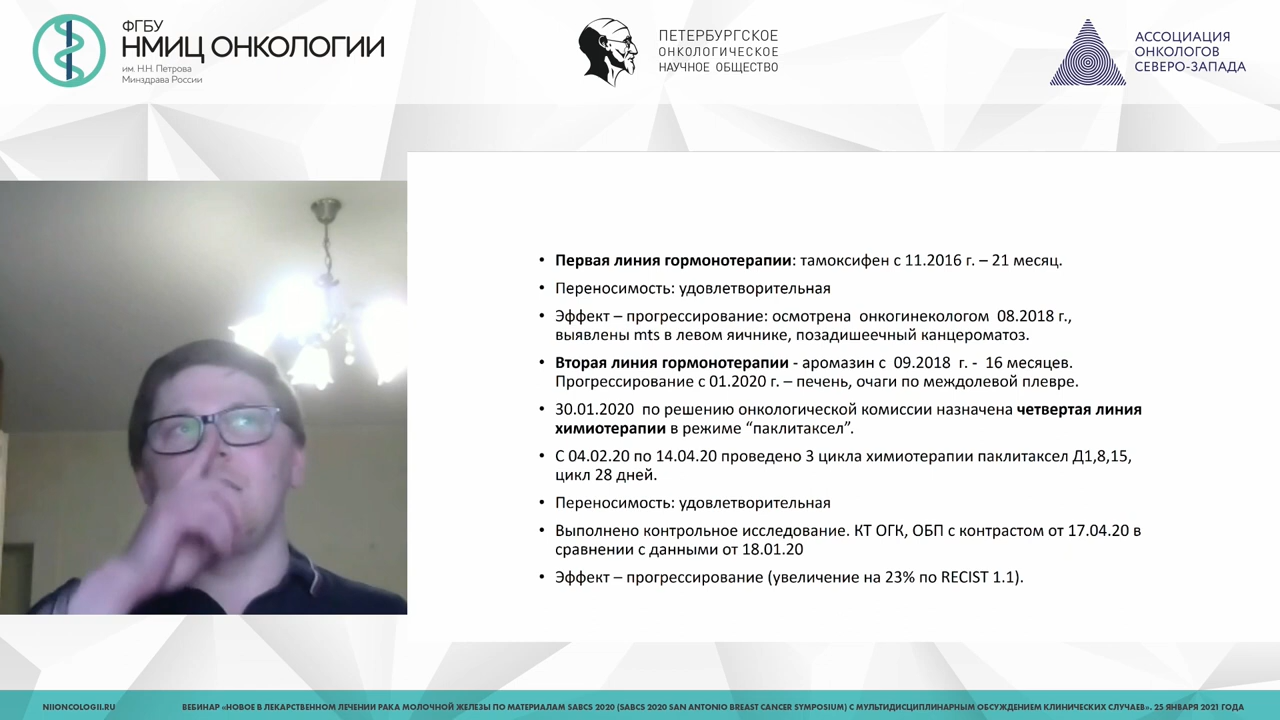 ФГБУ
НМИЦ ОНКОЛОГИИ
им. Н.Н. Петрова
Минздрава России
ПЕТЕРБУРГСКОЕ
ОНКОЛОГИЧЕСКОЕ
НАУЧНОЕ ОБЩЕСТВО
АССОЦИАЦИЯ
ОНКОЛОГОВ
СЕВЕРО-ЗАПАДА
• Первая линия гормонотерапии: тамоксифен с 11.2016 г. – 21 месяц.
• Переносимость: удовлетворительная
• Эффект – прогрессирование: осмотрена онкогинекологом 08.2018 г.,
выявлены mts в левом яичнике, позадишеечный канцероматоз.
• Вторая линия гормонотерапии - аромазин с 09.2018 г. - 16 месяцев.
Прогрессирование с 01.2020 г. – печень, очаги по междолевой плевре.
• 30.01.2020 по решению онкологической комиссии назначена четвертая линия
химиотерапии в режиме “паклитаксел”.
• С 04.02.20 по 14.04.20 проведено 3 цикла химиотерапии паклитаксел Д1,8,15,
цикл 28 дней.
• Переносимость: удовлетворительная
• Выполнено контрольное исследование. КТ ОГК, ОБП с контрастом от 17.04.20 в
сравнении с данными от 18.01.20
• Эффект – прогрессирование (увеличение на 23% по RECIST 1.1).
NIIONCOLOGII.RU
ВЕБИНАР «НОВОЕ В ЛЕКАРСТВЕННОМ ЛЕЧЕНИИ РАКА МОЛОЧНОЙ ЖЕЛЕЗЫ ПО МАТЕРИАЛАМ SABCS 2020 (SABCS 2020 SAN ANTONIO BREAST CANCER SYMPOSIUM) С МУЛЬТИДИСЦИПЛИНАРНЫМ ОБСУЖДЕНИЕМ КЛИНИЧЕСКИХ СЛУЧАЕВ». 25 ЯНВАРЯ 2021 ГОДА